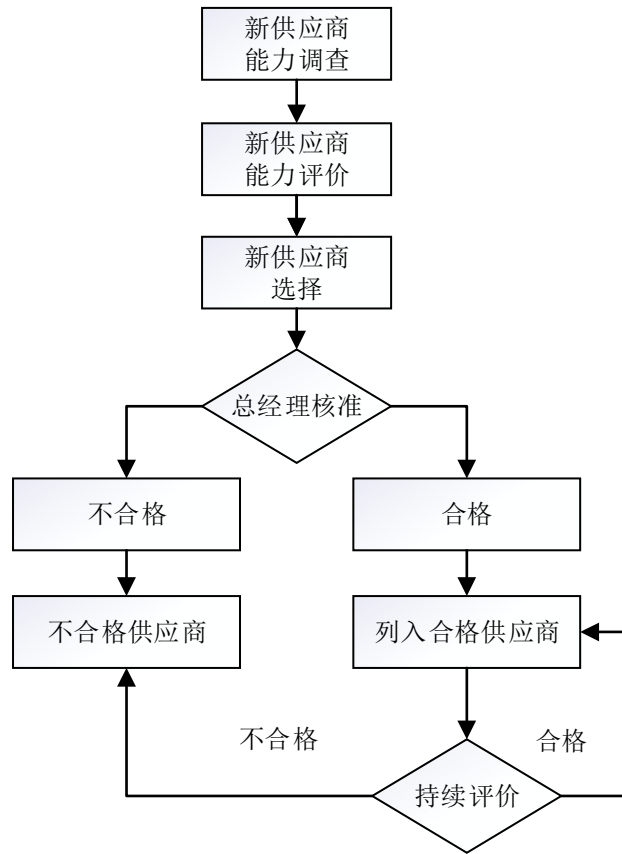 新供应商
能力调查
新供应商
能力评价
新供应商
选择
总经理核准
不合格
合格
不合格供应商
列入合格供应商
不合格
合格
持续评价